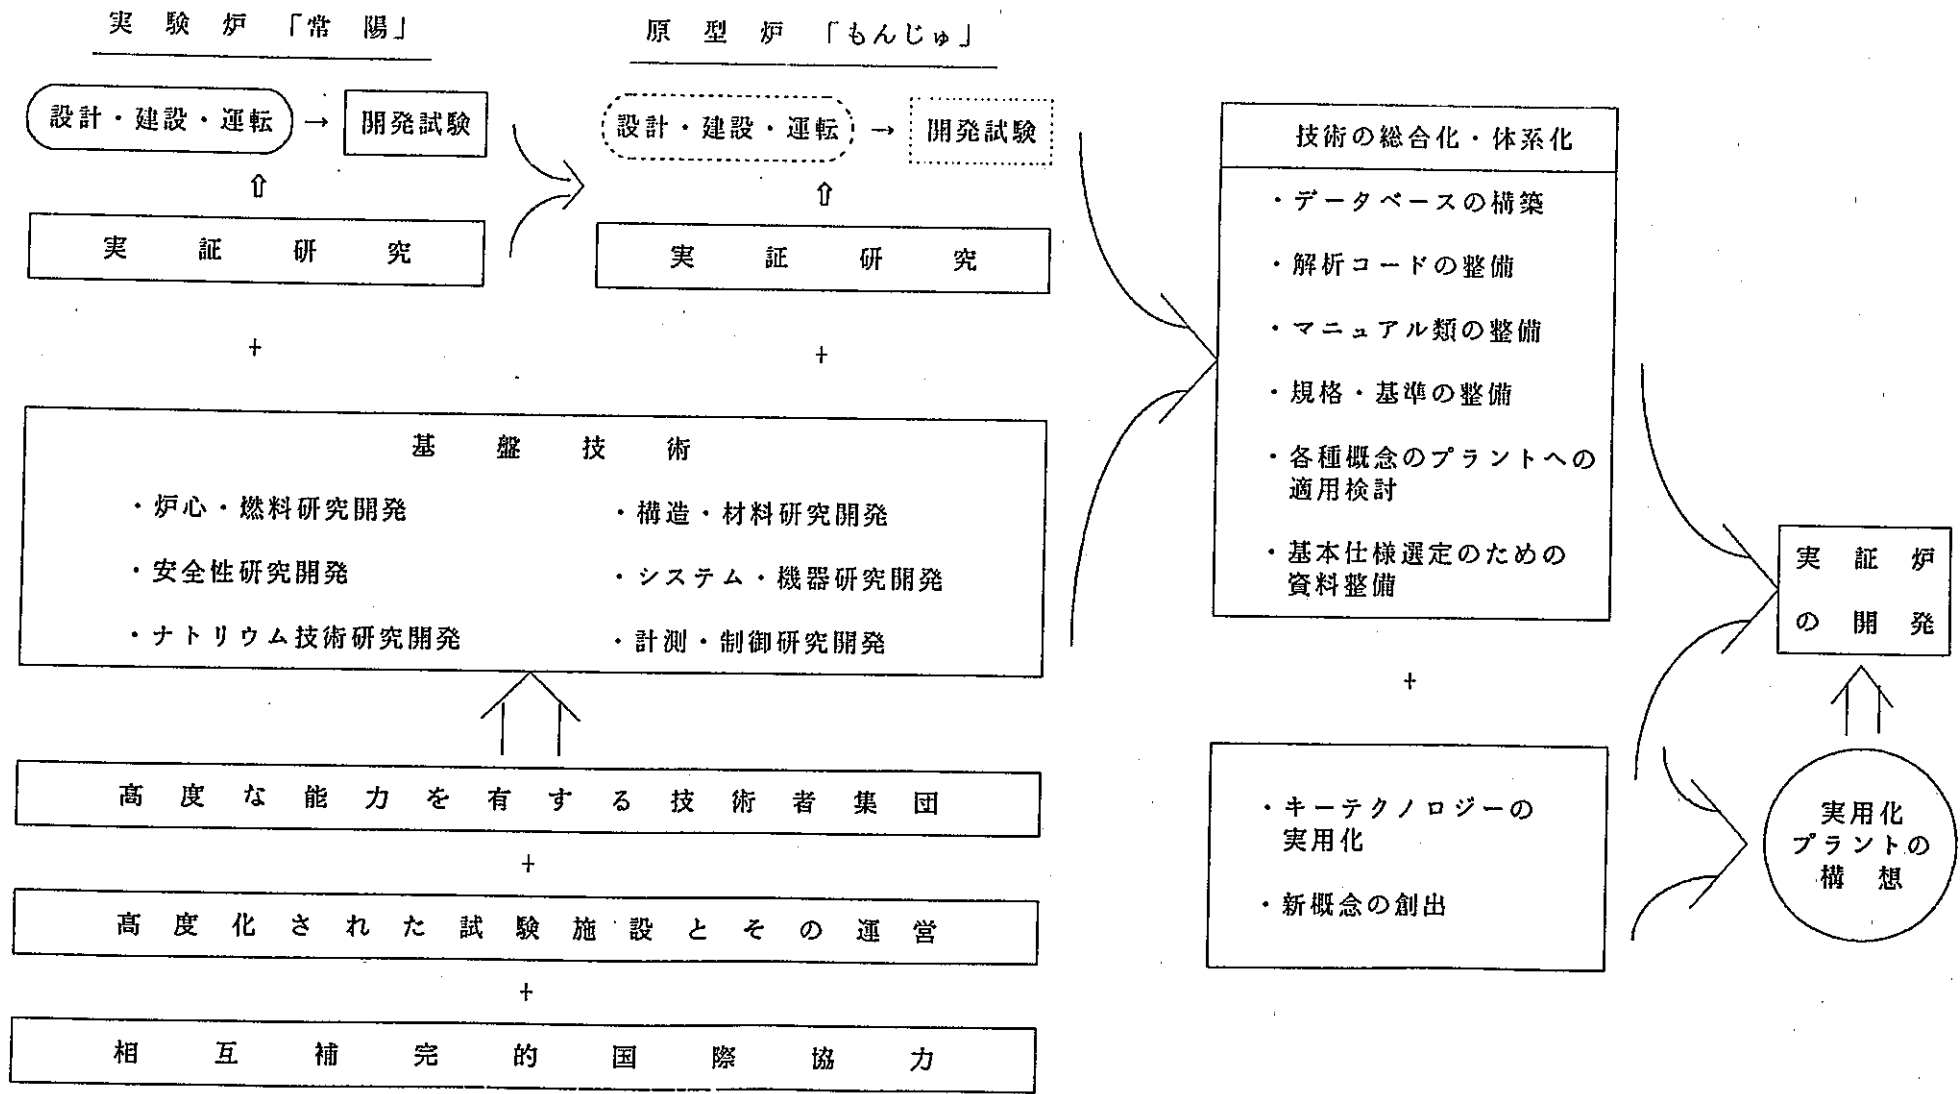 実験炉「常陽」
設計・建設・運転 → 開発試験
⇧
実証研究
+
原型炉「もんじゅ」
設計・建設・運転 → 開発試験
⇧
実証研究
+
基盤技術
・炉心・燃料研究開発
・安全性研究開発
・ナトリウム技術研究開発
・構造・材料研究開発
・システム・機器研究開発
・計測・制御研究開発
高度な能力を有する技術者集団
+
高度化された試験施設とその運営
+
相互補完的国際協力
技術の総合化・体系化
・データベースの構築
・解析コードの整備
・マニュアル類の整備
・規格・基準の整備
・各種概念のプラントへの
適用検討
・基本仕様選定のための
資料整備
+
・キーテクノロジーの
実用化
・新概念の創出
実証炉
の開発
実用化
プラントの
構想